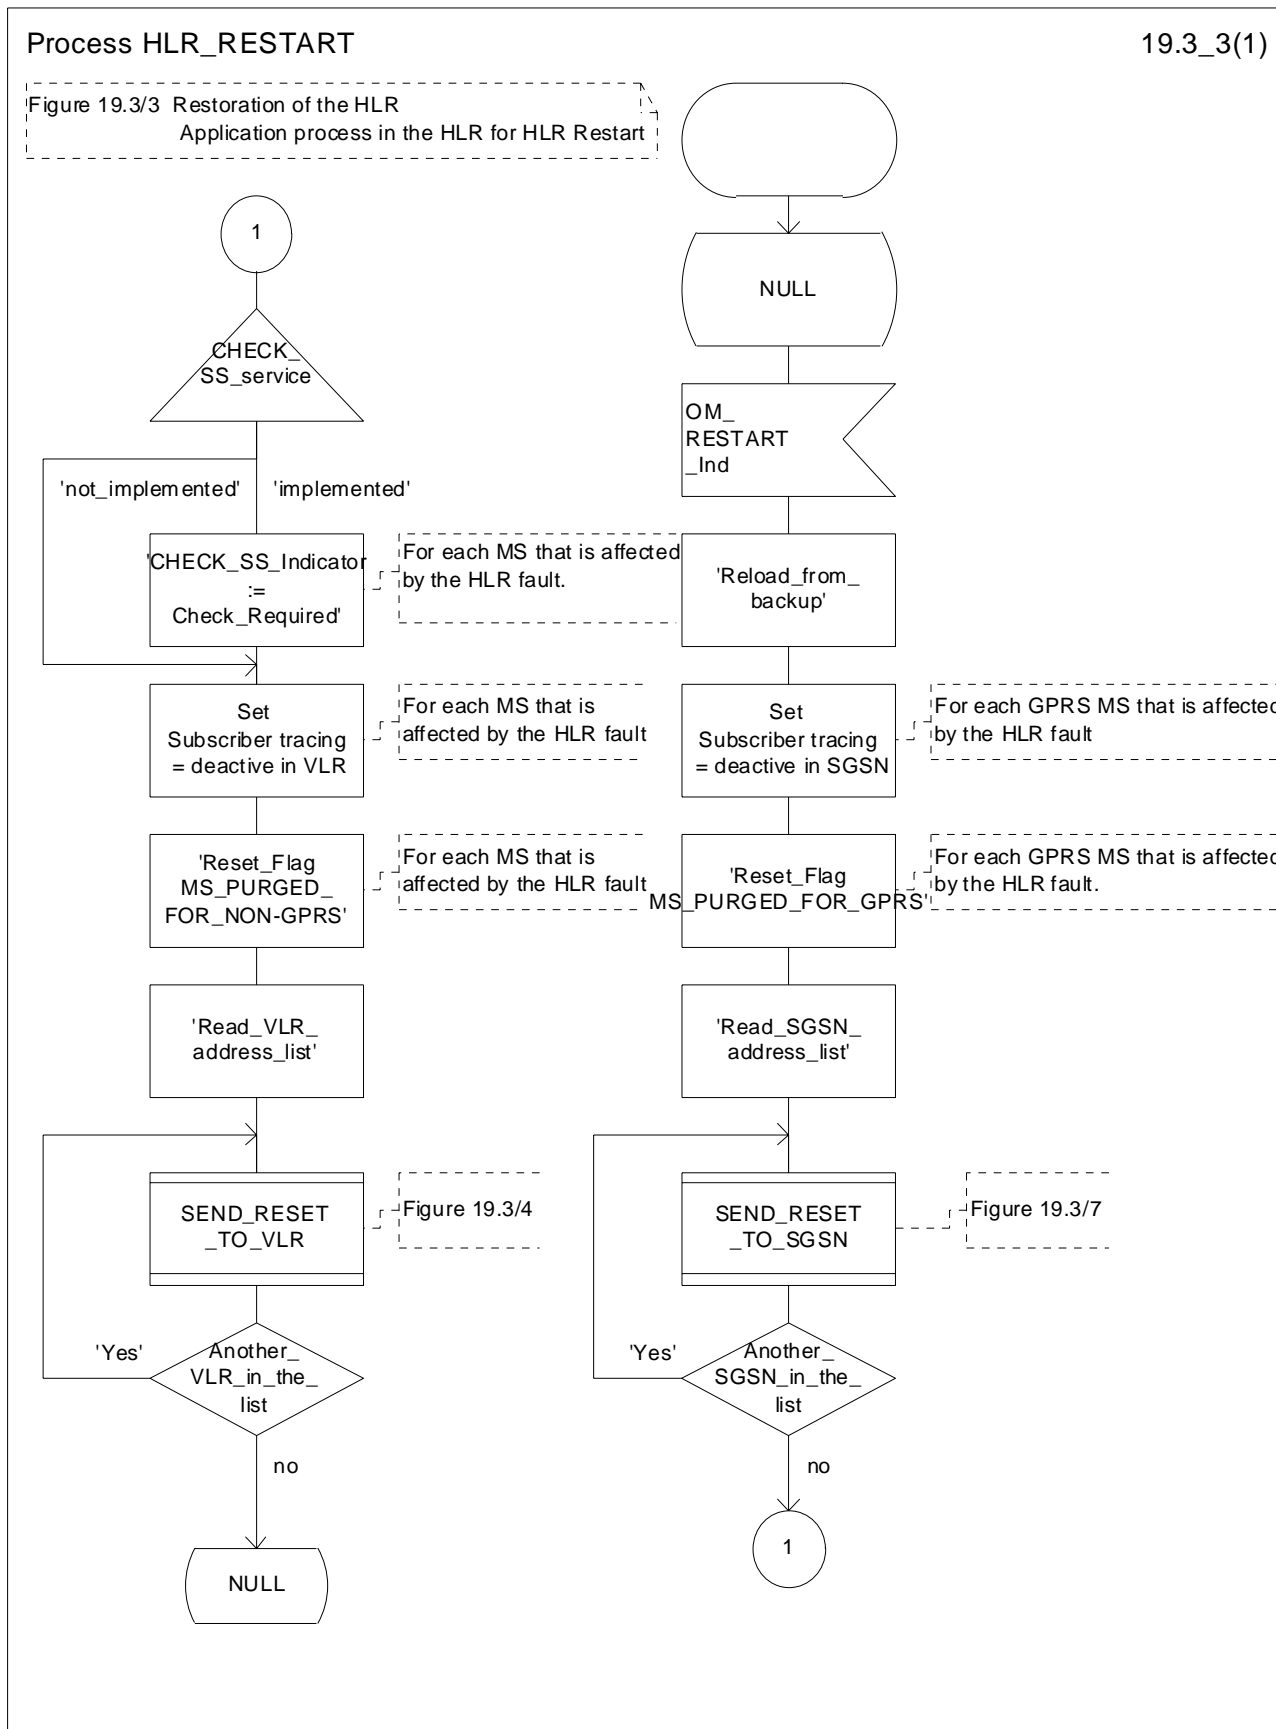 Process HLR_RESTART
19.3_3(1)
Figure 19.3/3 Restoration of the HLR
Application process in the HLR for HLR Restart
1
CHECK_
SS_service
'not_implemented'
'implemented'
'CHECK_SS_Indicator
:=
Check_Required'
For each MS that is affected
by the HLR fault.
Set
Subscriber tracing
= deactive in VLR
For each MS that is
affected by the HLR fault
'Reset_Flag
MS_PURGED_
FOR_NON-GPRS'
For each MS that is
affected by the HLR fault
'Read_VLR_
address_list'
SEND_RESET
_TO_VLR
Figure 19.3/4
'Yes'
Another_
VLR_in_the_
list
no
NULL
NULL
OM_
RESTART
_Ind
'Reload_from_
backup'
Set
Subscriber tracing
= deactive in SGSN
For each GPRS MS that is affected
by the HLR fault
'Reset_Flag
MS_PURGED_FOR_GPRS'
For each GPRS MS that is affected
by the HLR fault.
'Read_SGSN_
address_list'
SEND_RESET
_TO_SGSN
Figure 19.3/7
'Yes'
Another_
SGSN_in_the_
list
no
1